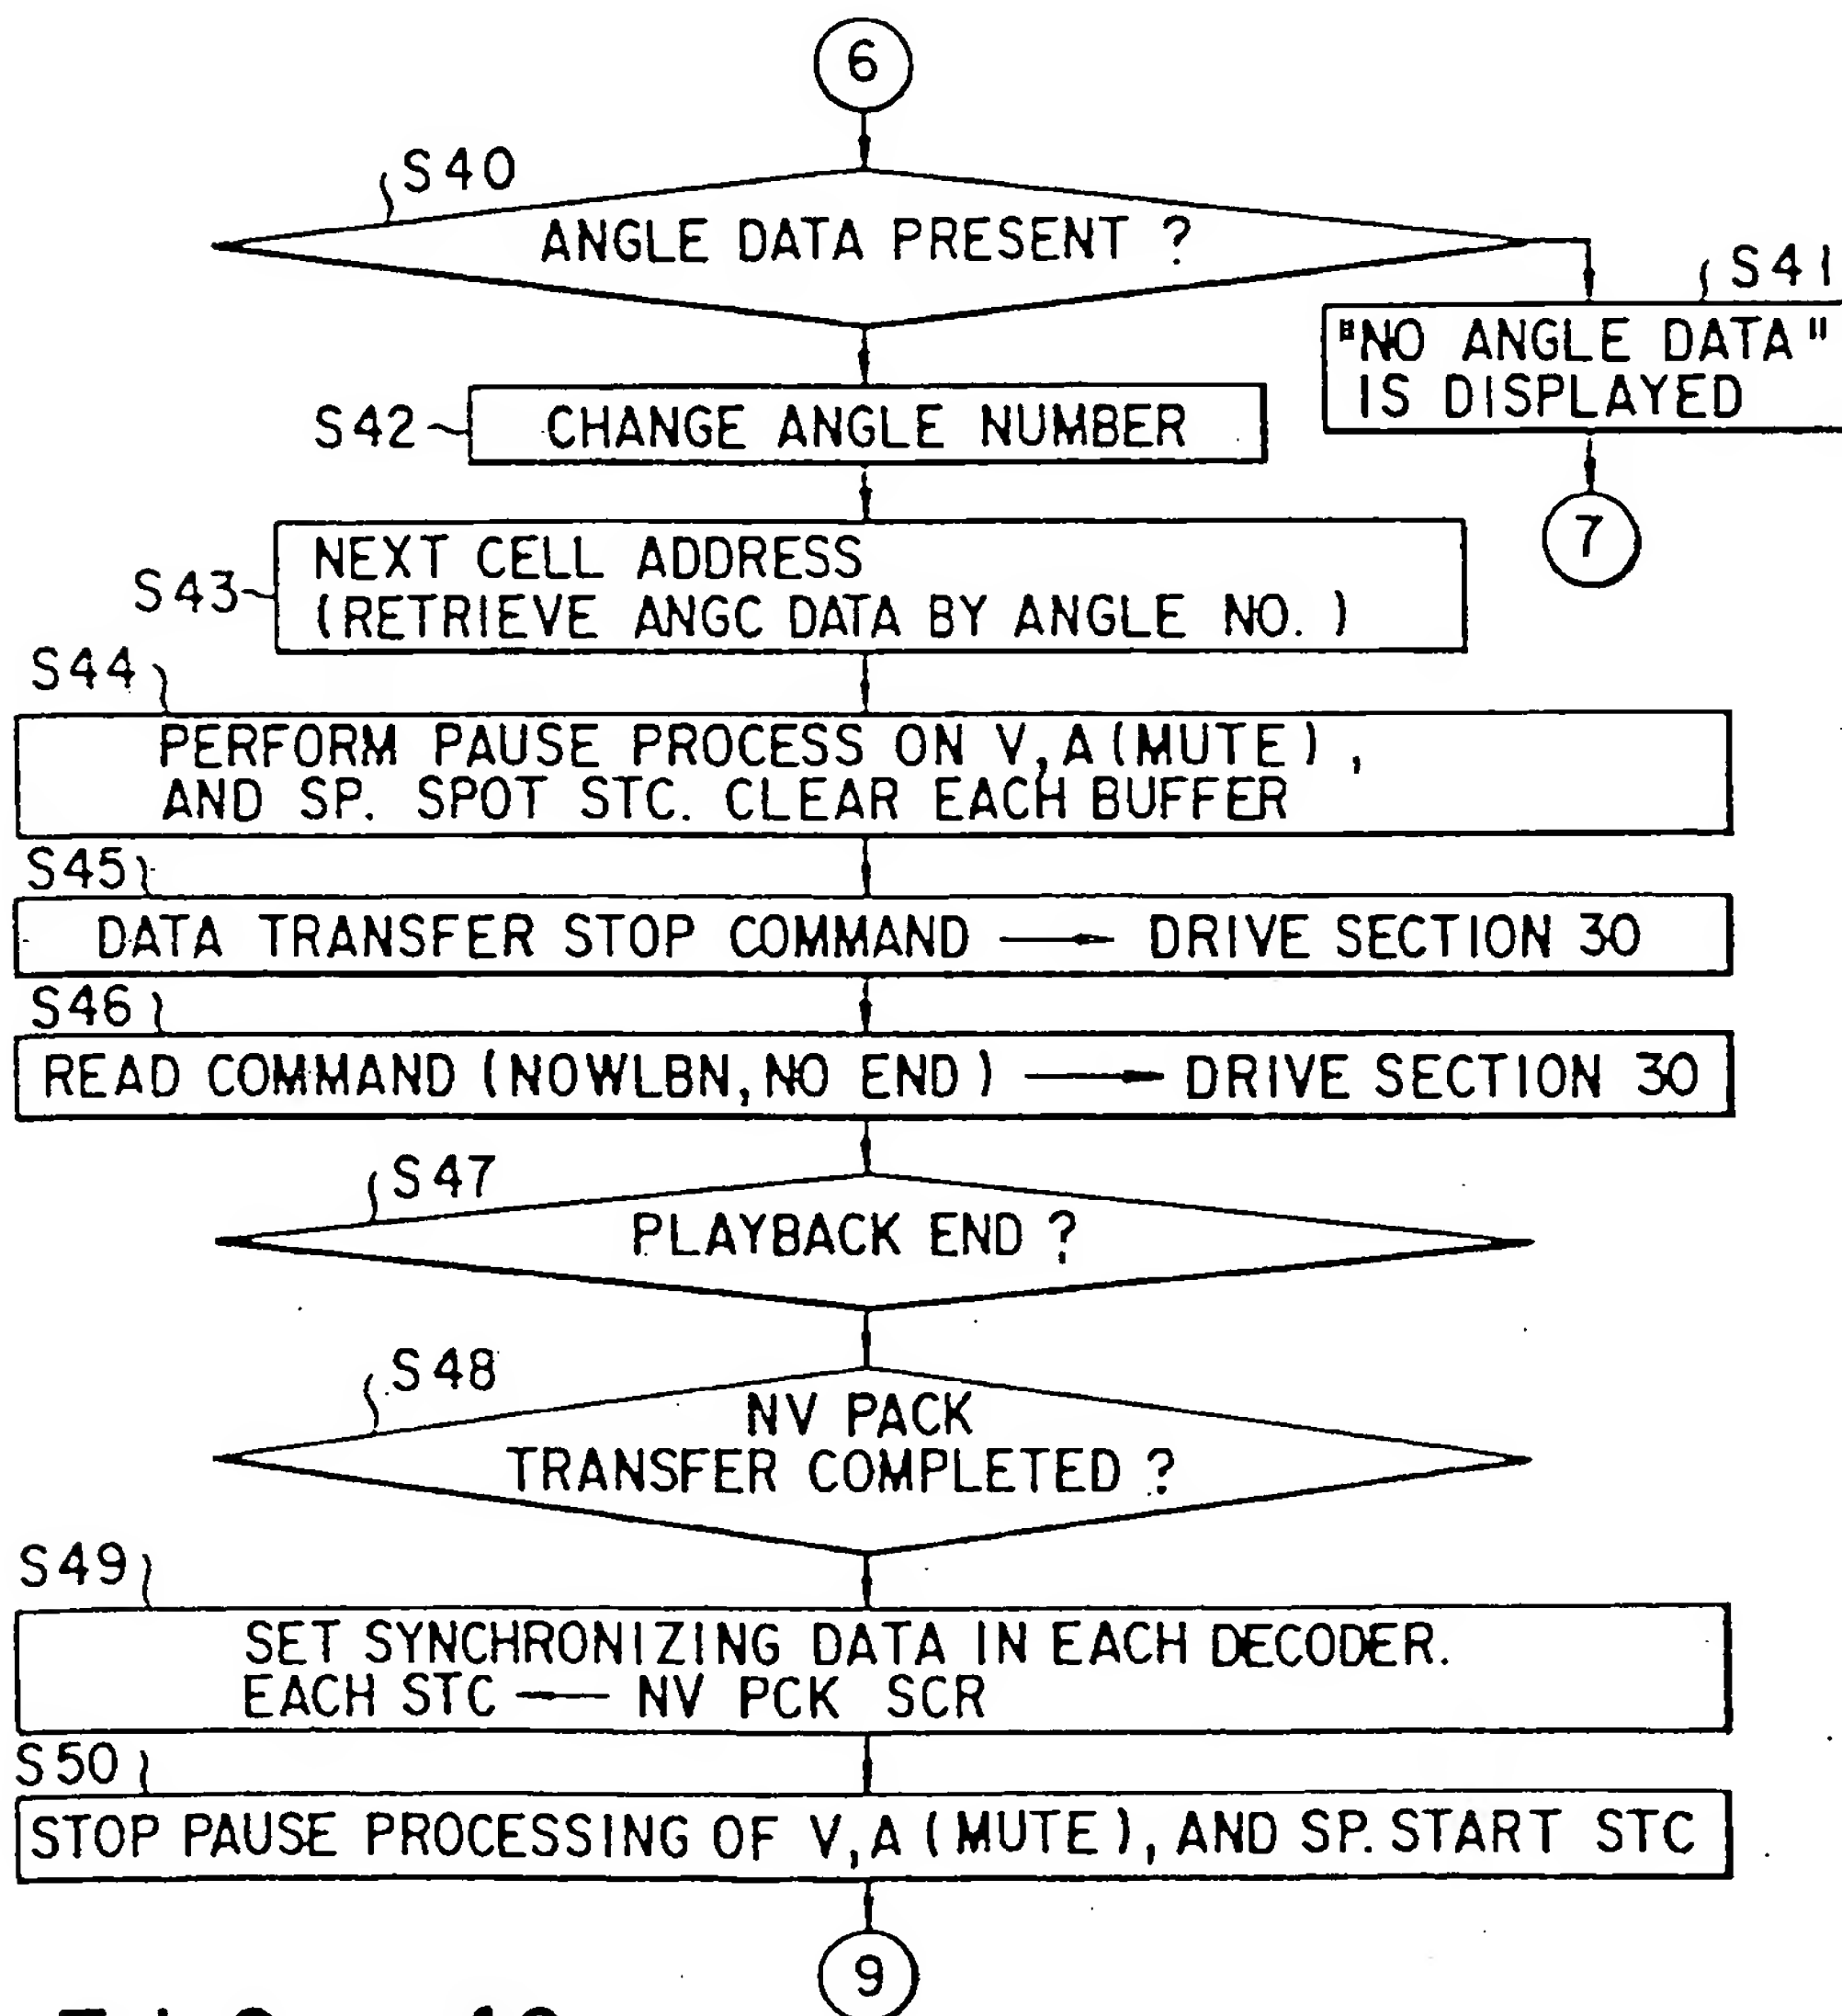 6
S40
ANGLE DATA PRESENT ?
S41
"NO ANGLE DATA"
IS DISPLAYED
7
S42
CHANGE ANGLE NUMBER
S43
NEXT CELL ADDRESS
(RETRIEVE ANGC DATA BY ANGLE NO.)
S44
PERFORM PAUSE PROCESS ON V,A(MUTE),
AND SP. SPOT STC. CLEAR EACH BUFFER
S45
DATA TRANSFER STOP COMMAND → DRIVE SECTION 30
S46
READ COMMAND (NOWLBN,NO END) → DRIVE SECTION 30
S47
PLAYBACK END ?
S48
NV PACK
TRANSFER COMPLETED ?
S49
SET SYNCHRONIZING DATA IN EACH DECODER.
EACH STC ← NV PCK SCR
S50
STOP PAUSE PROCESSING OF V,A (MUTE), AND SP. START STC
9